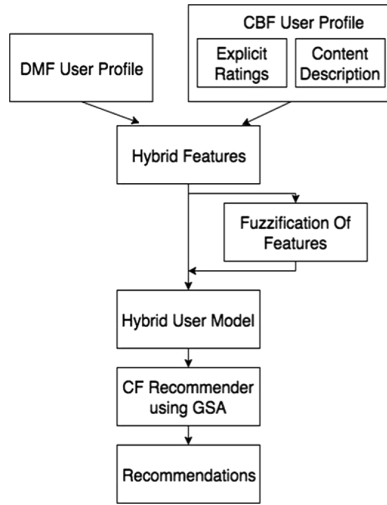 DMF User Profile
CBF User Profile
Explicit
Ratings
Content
Description
Hybrid Features
Fuzzification Of
Features
Hybrid User Model
CF Recommender
using GSA
Recommendations